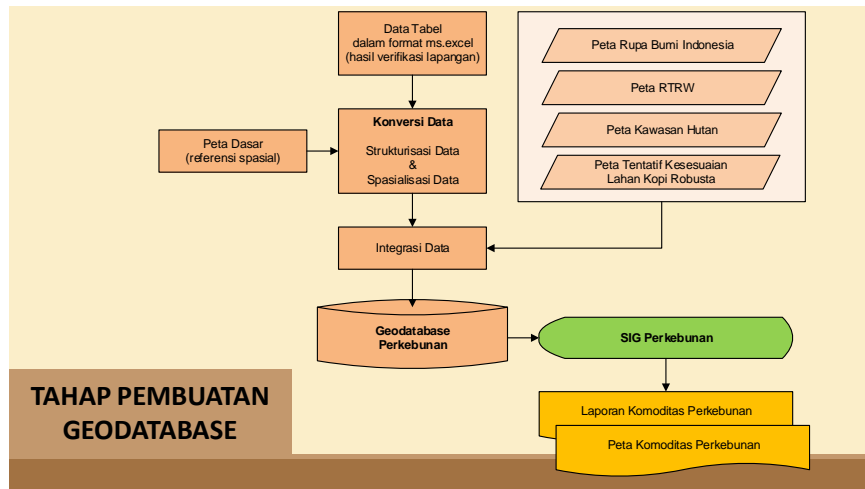 Data Tabel
dalam format ms.excel
(hasil verifikasi lapangan)
Peta Rupa Bumi Indonesia
Peta RTRW
Peta Kawasan Hutan
Peta Tentatif Kesesuaian
Lahan Kopi Robusta
Peta Dasar
(referensi spasial)
Konversi Data
Strukturisasi Data
&
Spasialisasi Data
Integrasi Data
Geodatabase
Perkebunan
SIG Perkebunan
Laporan Komoditas Perkebunan
Peta Komoditas Perkebunan
TAHAP PEMBUATAN
GEODATABASE